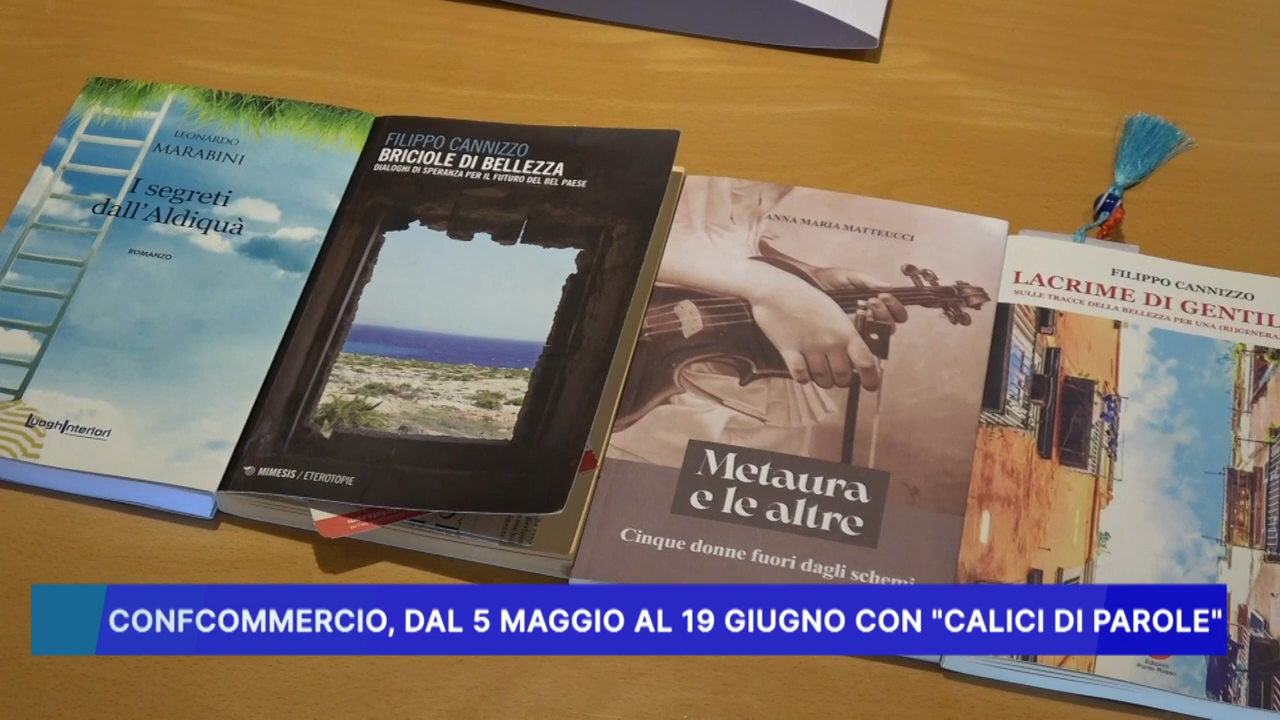 LEONARDO
MARABINI
I segreti
dall'Aldiquà
ROMANZO
LuoghInteriori
FILIPPO CANNIZZO
BRICIOLE DI BELLEZZA
DIALOGHI DI SPERANZA PER IL FUTURO DEL BEL PAESE
MIMESIS / ETEROTOPIE
ANNA MARIA MATTEUCCI
Metaura
e le altre
Cinque donne fuori dagli schemi
FILIPPO CANNIZZO
LACRIME DI GENTIL
SULLE TRACCE DELLA BELLEZZA PER UNA (RI)GENERA
Edizioni
Punto Rosso
CONFCOMMERCIO, DAL 5 MAGGIO AL 19 GIUGNO CON "CALICI DI PAROLE"